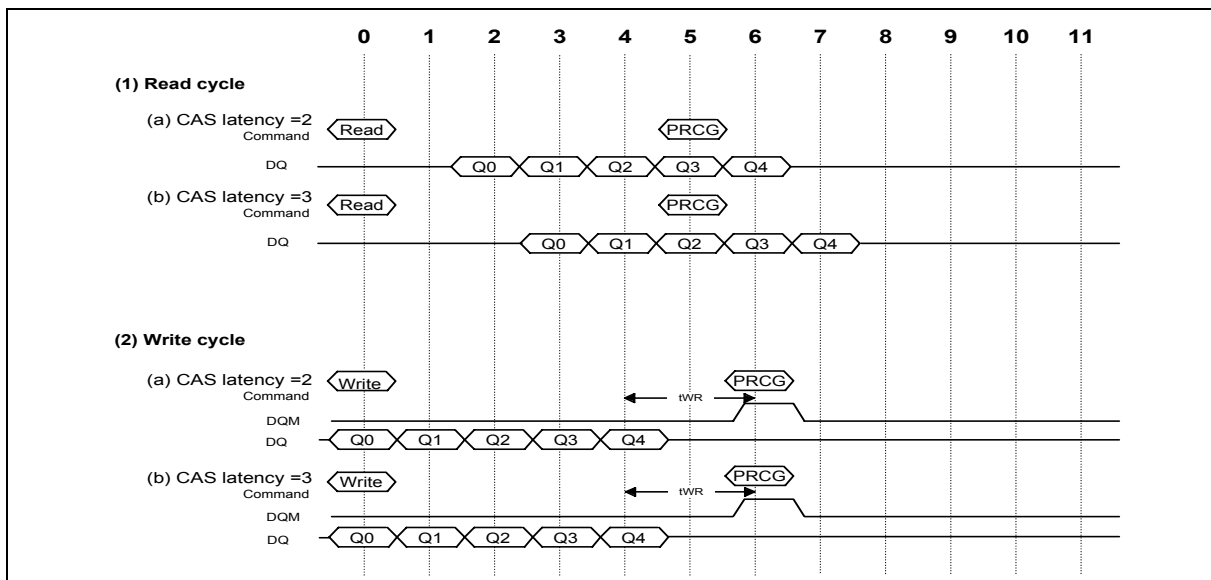 0 1 2 3 4 5 6 7 8 9 10 11
(1) Read cycle
(a) CAS latency =2
Command Read PRCG
DQ Q0 Q1 Q2 Q3 Q4
(b) CAS latency =3
Command Read PRCG
DQ Q0 Q1 Q2 Q3 Q4
(2) Write cycle
(a) CAS latency =2 Write PRCG
Command tWR
DQM
DQ Q0 Q1 Q2 Q3 Q4
(b) CAS latency =3 Write PRCG
Command tWR
DQM
DQ Q0 Q1 Q2 Q3 Q4